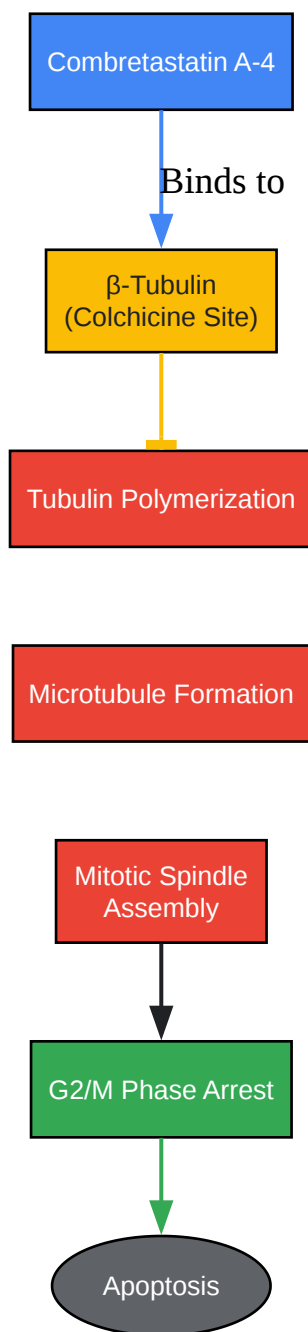 Combretastatin A-4
Binds to
β-Tubulin
(Colchicine Site)
Tubulin Polymerization
Microtubule Formation
Mitotic Spindle
Assembly
G2/M Phase Arrest
Apoptosis